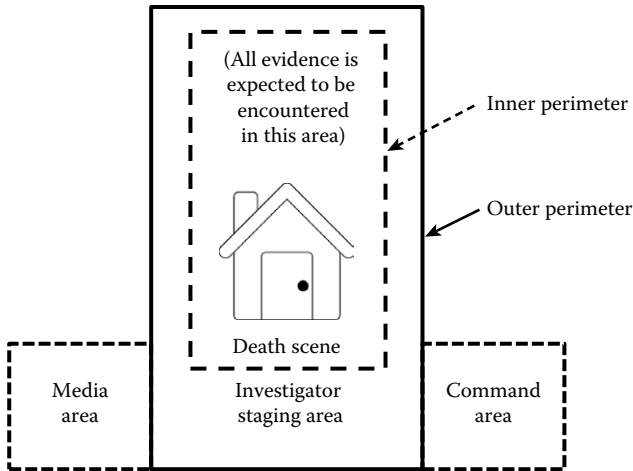 (All evidence is
expected to be
encountered
in this area)
Inner perimeter
Outer perimeter
Death scene
Media
area
Investigator
staging area
Command
area